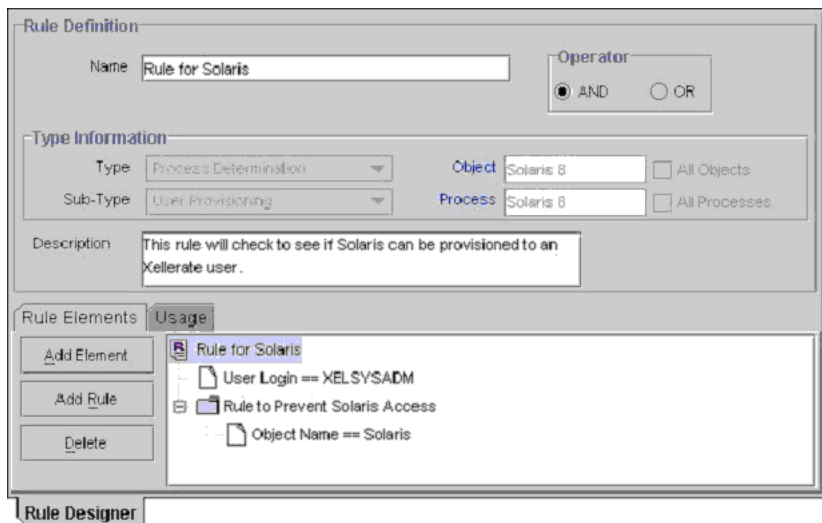 Rule Definition
Name Rule for Solaris
Operator
AND OR
Type Information
Type Process Determination Object Solaris 8 All Objects
Sub-Type User Provisioning Process Solaris 8 All Processes
Description This rule will check to see if Solaris can be provisioned to an
Xellerate user.
Rule Elements Usage
Add Element
Add Rule
Delete
Rule for Solaris
User Login == XELSYSADM
Rule to Prevent Solaris Access
Object Name == Solaris
Rule Designer